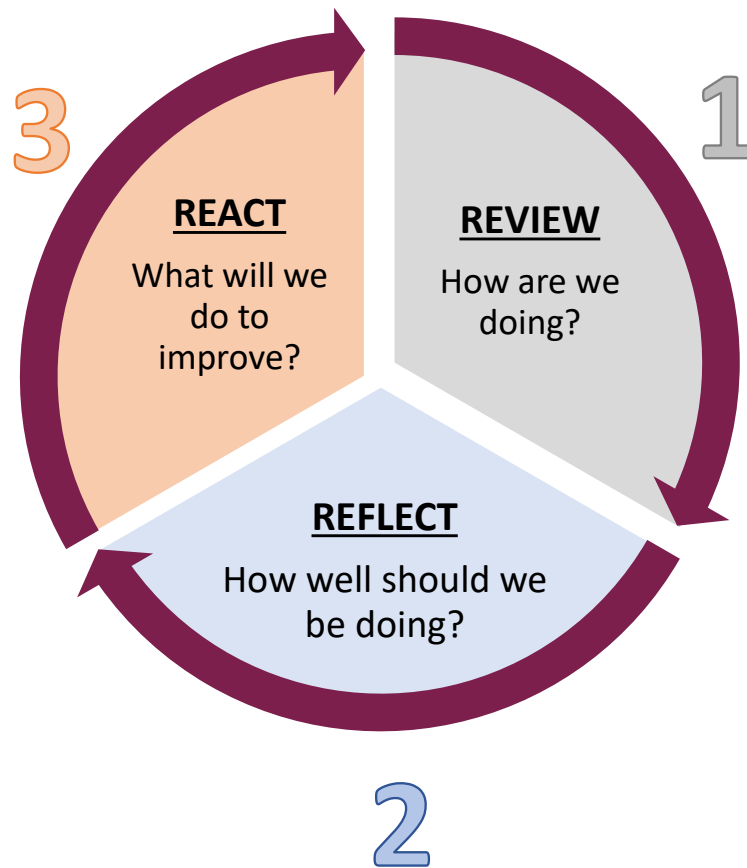 1
REVIEW
How are we
doing?
2
REFLECT
How well should we
be doing?
3
REACT
What will we
do to
improve?